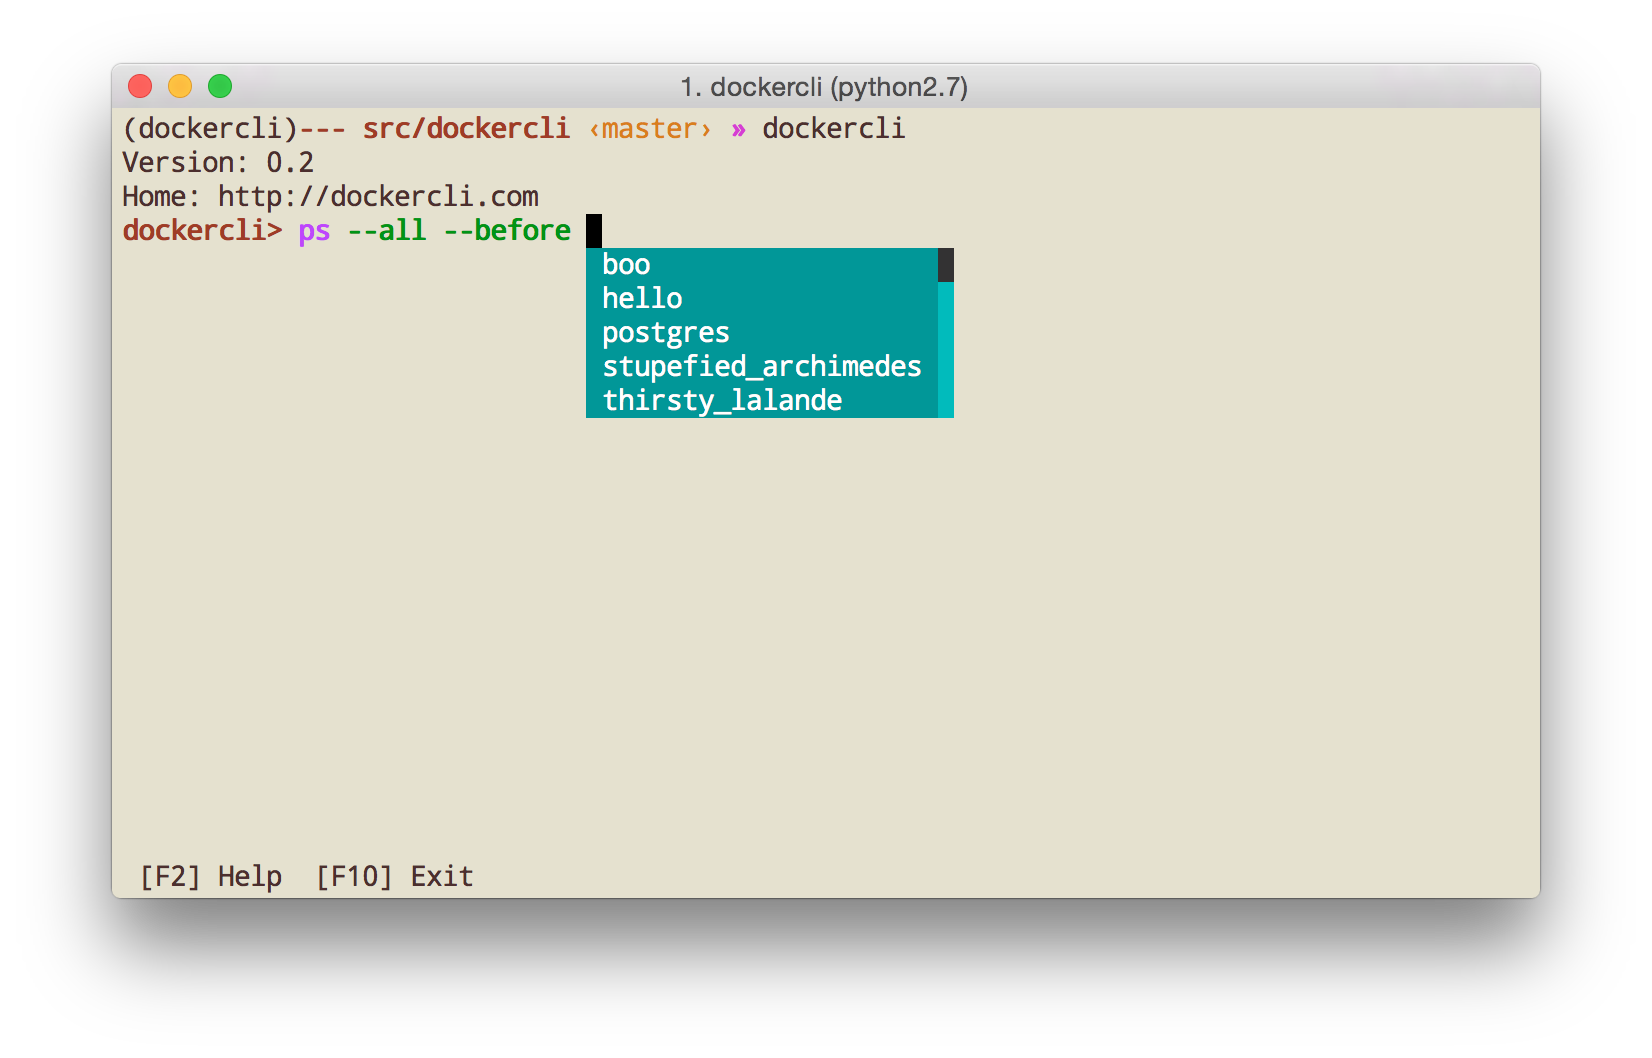 1. dockercli (python2.7)
(dockercli)--- src/dockercli ‹master› » dockercli
Version: 0.2
Home: http://dockercli.com
dockercli> ps --all --before
boo
hello
postgres
stupefied_archimedes
thirsty_lalande
[F2] Help  [F10] Exit